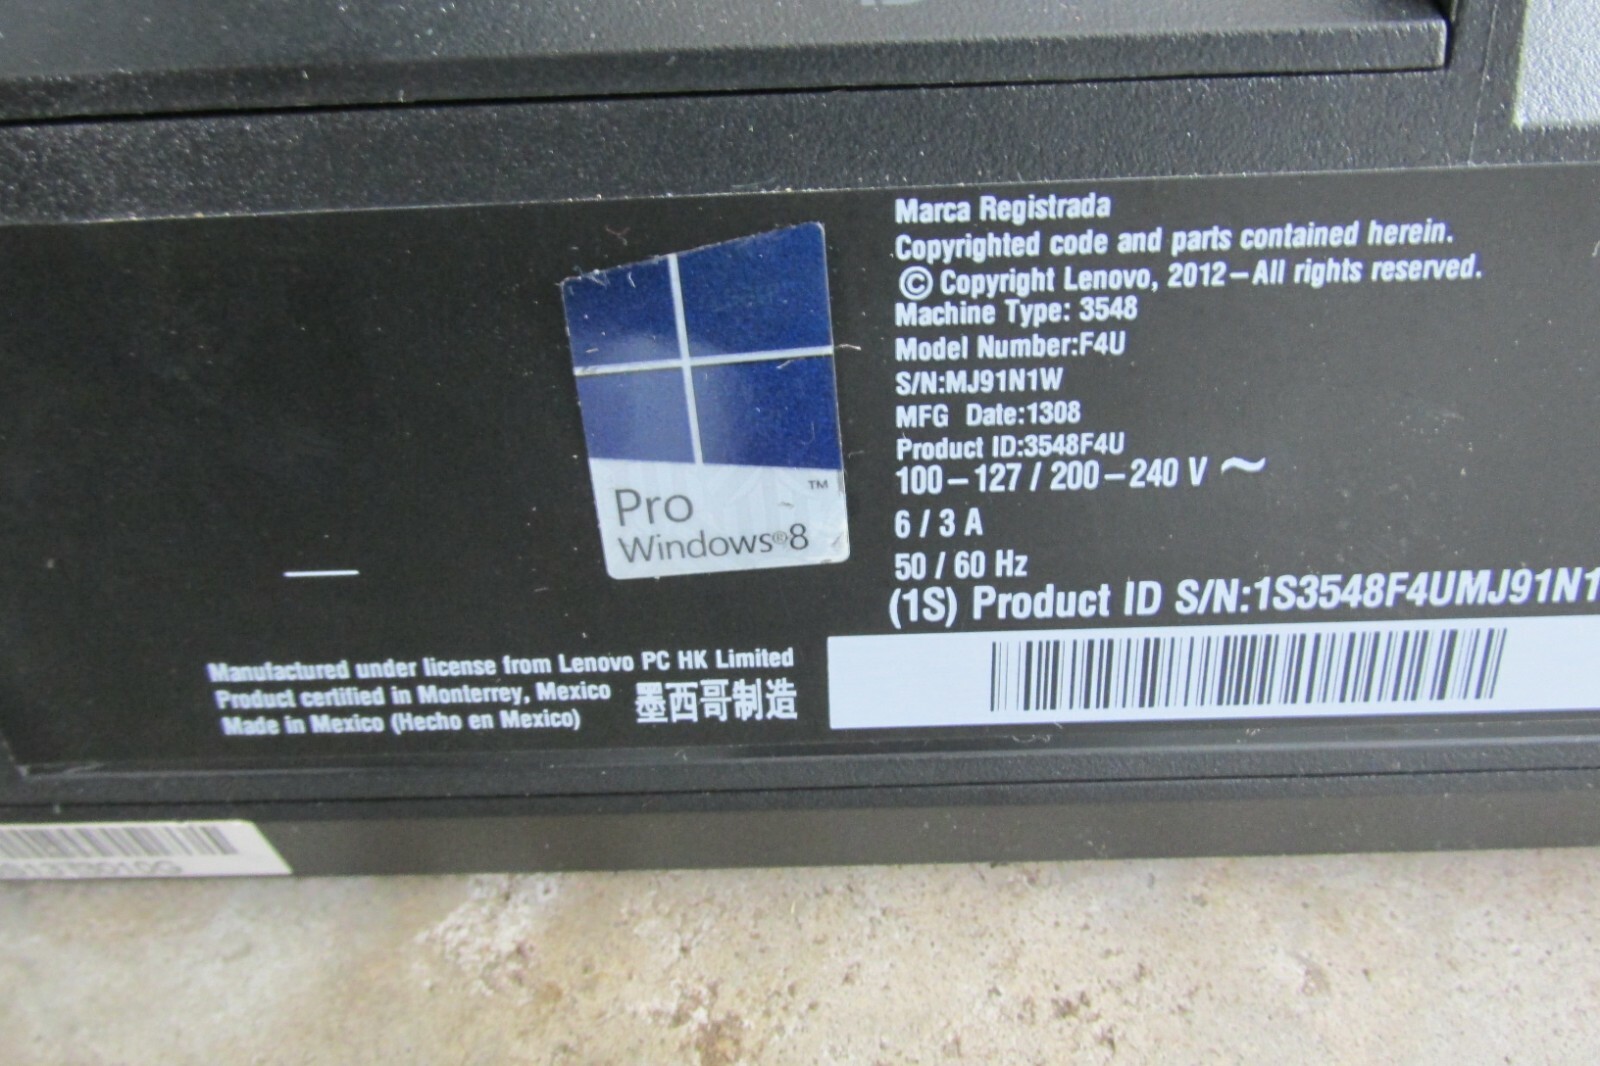 Marca Registrada
Copyrighted code and parts contained herein.
© Copyright Lenovo, 2012–All rights reserved.
Machine Type: 3548
Model Number:F4U
S/N:MJ91N1W
MFG Date:1308
Product ID:3548F4U
100–127 / 200–240 V ~
6 / 3 A
50 / 60 Hz
(1S) Product ID S/N:1S3548F4UMJ91N1
Pro ™
Windows®8
Manufactured under license from Lenovo PC HK Limited
Product certified in Monterrey, Mexico
Made in Mexico (Hecho en Mexico)
墨西哥制造